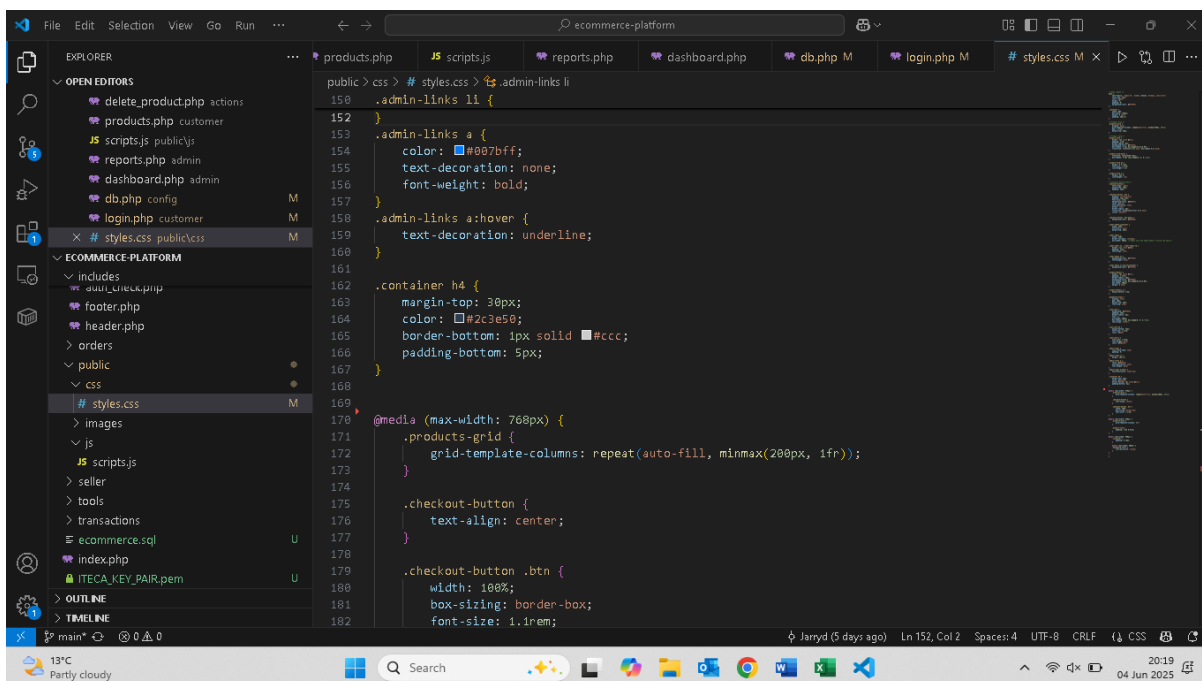 File Edit Selection View Go Run ···
ecommerce-platform
EXPLORER ···
OPEN EDITORS
delete_product.php actions
products.php customer
JS scripts.js public\js
reports.php admin
dashboard.php admin
db.php config M
login.php customer M
# styles.css public\css M
ECOMMERCE-PLATFORM
includes
auth_check.php
footer.php
header.php
orders
public
css
# styles.css M
images
js
JS scripts.js
seller
tools
transactions
ecommerce.sql U
index.php
ITECA_KEY_PAIR.pem U
OUTLINE
TIMELINE
5
1
1
products.php JS scripts.js reports.php dashboard.php db.php M login.php M # styles.css M ···
public > css > # styles.css > .admin-links li
150 .admin-links li {
152 }
153 .admin-links a {
154 color: #007bff;
155 text-decoration: none;
156 font-weight: bold;
157 }
158 .admin-links a:hover {
159 text-decoration: underline;
160 }
161
162 .container h4 {
163 margin-top: 30px;
164 color: #2c3e50;
165 border-bottom: 1px solid #ccc;
166 padding-bottom: 5px;
167 }
168
169
170 @media (max-width: 768px) {
171 .products-grid {
172 grid-template-columns: repeat(auto-fill, minmax(200px, 1fr));
173 }
174
175 .checkout-button {
176 text-align: center;
177 }
178
179 .checkout-button .btn {
180 width: 100%;
181 box-sizing: border-box;
182 font-size: 1.1rem;
main* 0 0 Jarryd (5 days ago) Ln 152, Col 2 Spaces: 4 UTF-8 CRLF CSS
13°C
Partly cloudy
Search
20:19
04 Jun 2025